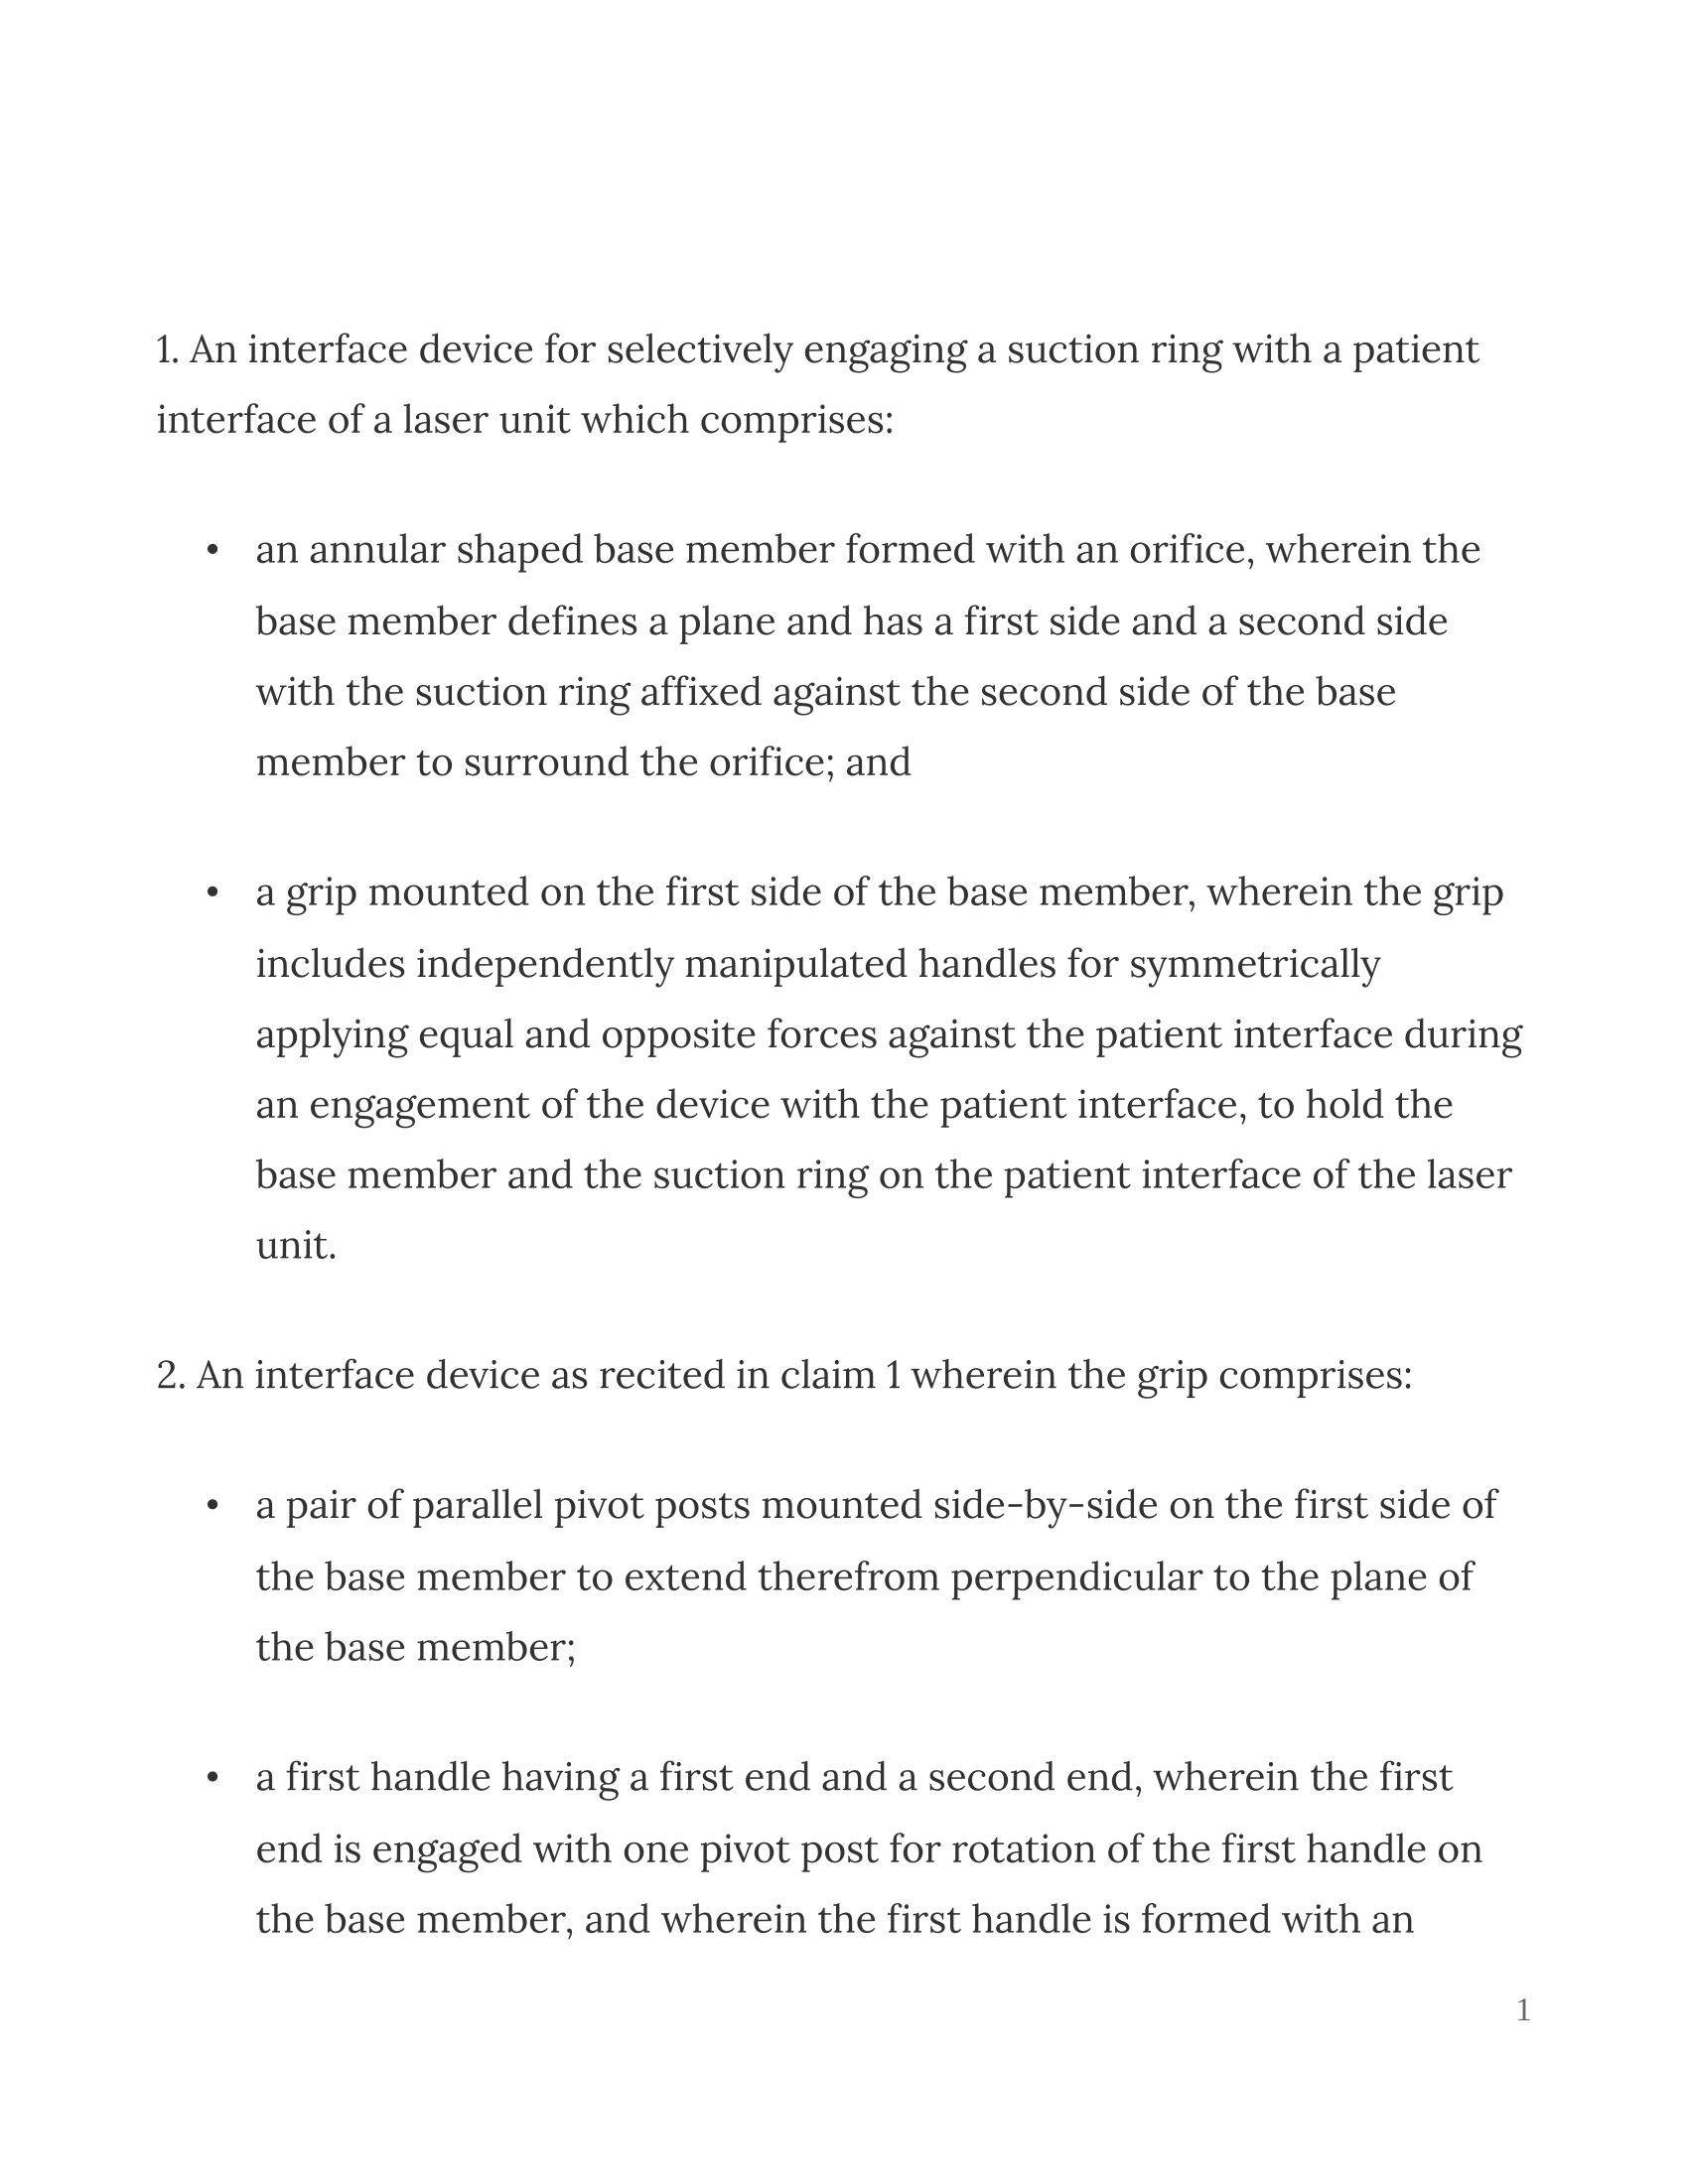 1. An interface device for selectively engaging a suction ring with a patient
interface of a laser unit which comprises:
• an annular shaped base member formed with an orifice, wherein the
base member defines a plane and has a first side and a second side
with the suction ring affixed against the second side of the base
member to surround the orifice; and
• a grip mounted on the first side of the base member, wherein the grip
includes independently manipulated handles for symmetrically
applying equal and opposite forces against the patient interface during
an engagement of the device with the patient interface, to hold the
base member and the suction ring on the patient interface of the laser
unit.
2. An interface device as recited in claim 1 wherein the grip comprises:
• a pair of parallel pivot posts mounted side-by-side on the first side of
the base member to extend therefrom perpendicular to the plane of
the base member;
• a first handle having a first end and a second end, wherein the first
end is engaged with one pivot post for rotation of the first handle on
the base member, and wherein the first handle is formed with an
1